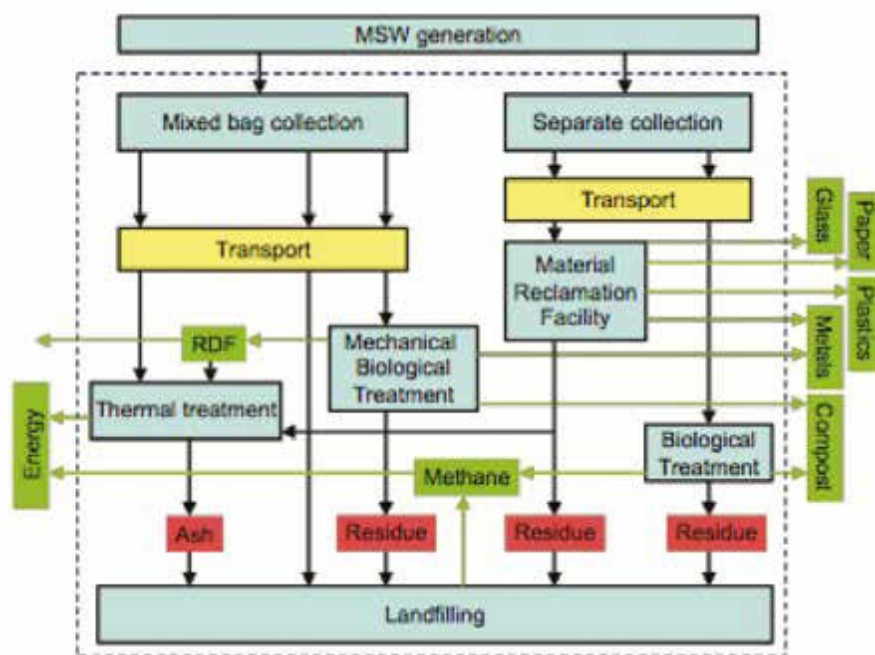 MSW generation
Mixed bag collection
Separate collection
Transport
Glass
Paper
Transport
Material
Reclamation
Facility
Plastics
Metals
RDF
Mechanical
Biological
Treatment
Thermal treatment
Energy
Compost
Biological
Treatment
Methane
Ash
Residue
Residue
Residue
Landfilling